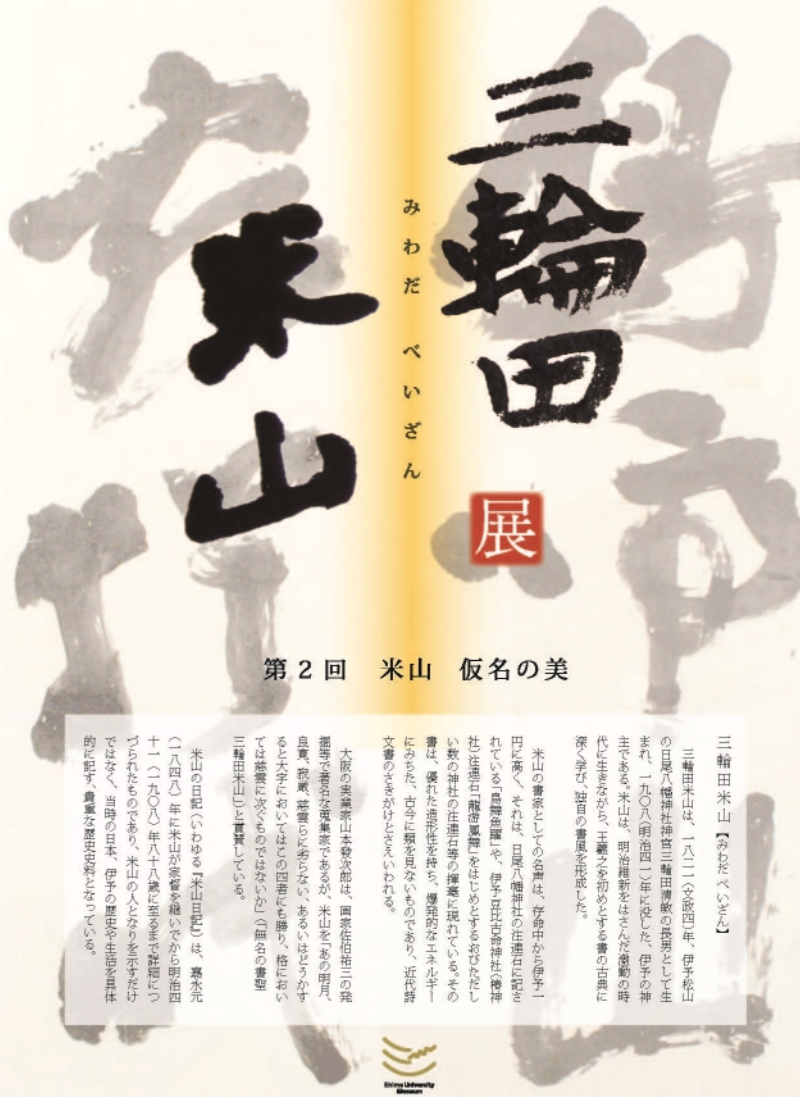 三輪田
米山
みわだ べいざん
展
第2回 米山 仮名の美
三輪田米山【みわだ べいざん】
三輪田米山は、一八二一(文政四)年、伊予松山
の日尾八幡神社神官三輪田清敏の長男として生
まれ、一九〇八(明治四一)年に没した、伊予の神
主である。米山は、明治維新をはさんだ激動の時
代に生きながら、王羲之を初めとする書の古典に
深く学び、独自の書風を形成した。
米山の書家としての名声は、存命中から伊予一
円に高く、それは、日尾八幡神社の注連石に記さ
れている「鳥舞魚躍」や、伊予豆比古命神社(椿神
社)注連石「龍游鳳舞」をはじめとするおびただし
い数の神社の注連石等の揮毫に現れている。その
書は、優れた造形性を持ち、爆発的なエネルギー
にみちた、古今に類を見ないものであり、近代詩
文書のさきがけとさえいわれる。
大阪の実業家山本發次郎は、画家佐伯祐三の発
掘等で著名な蒐集家であるが、米山を「あの明月、
良寛、寂厳、慈雲らに劣らない、あるいはどうかす
ると大字においてはこの四者にも勝り、格におい
ては慈雲に次ぐものではないか」(「無名の書聖
三輪田米山」)と賞賛している。
米山の日記(いわゆる『米山日記』)は、嘉永元
(一八四八)年に米山が家督を継いでから明治四
十一(一九〇八)年八十八歳に至るまで詳細につ
づられたものであり、米山の人となりを示すだけ
ではなく、当時の日本、伊予の歴史や生活を具体
的に記す、貴重な歴史史料となっている。
Ehime University
Museum